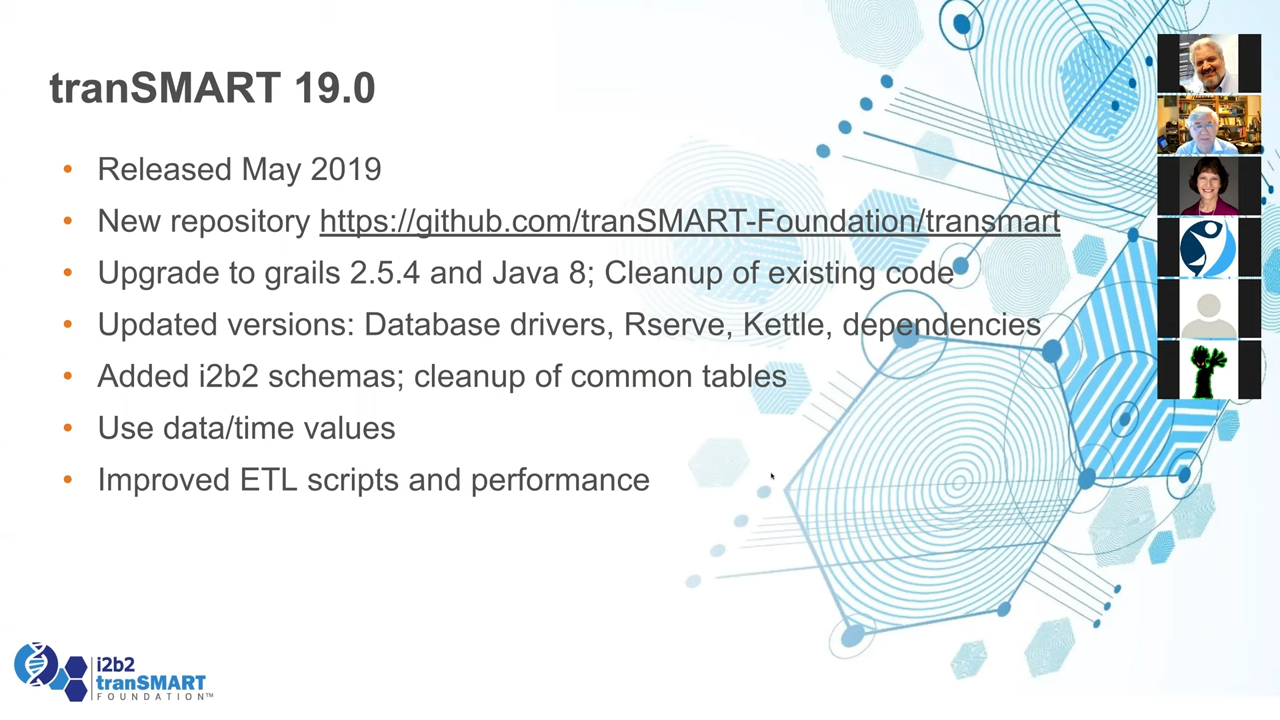 tranSMART 19.0
• Released May 2019
• New repository https://github.com/tranSMART-Foundation/transmart
• Upgrade to grails 2.5.4 and Java 8; Cleanup of existing code
• Updated versions: Database drivers, Rserve, Kettle, dependencies
• Added i2b2 schemas; cleanup of common tables
• Use data/time values
• Improved ETL scripts and performance
i2b2
tranSMART
FOUNDATION™